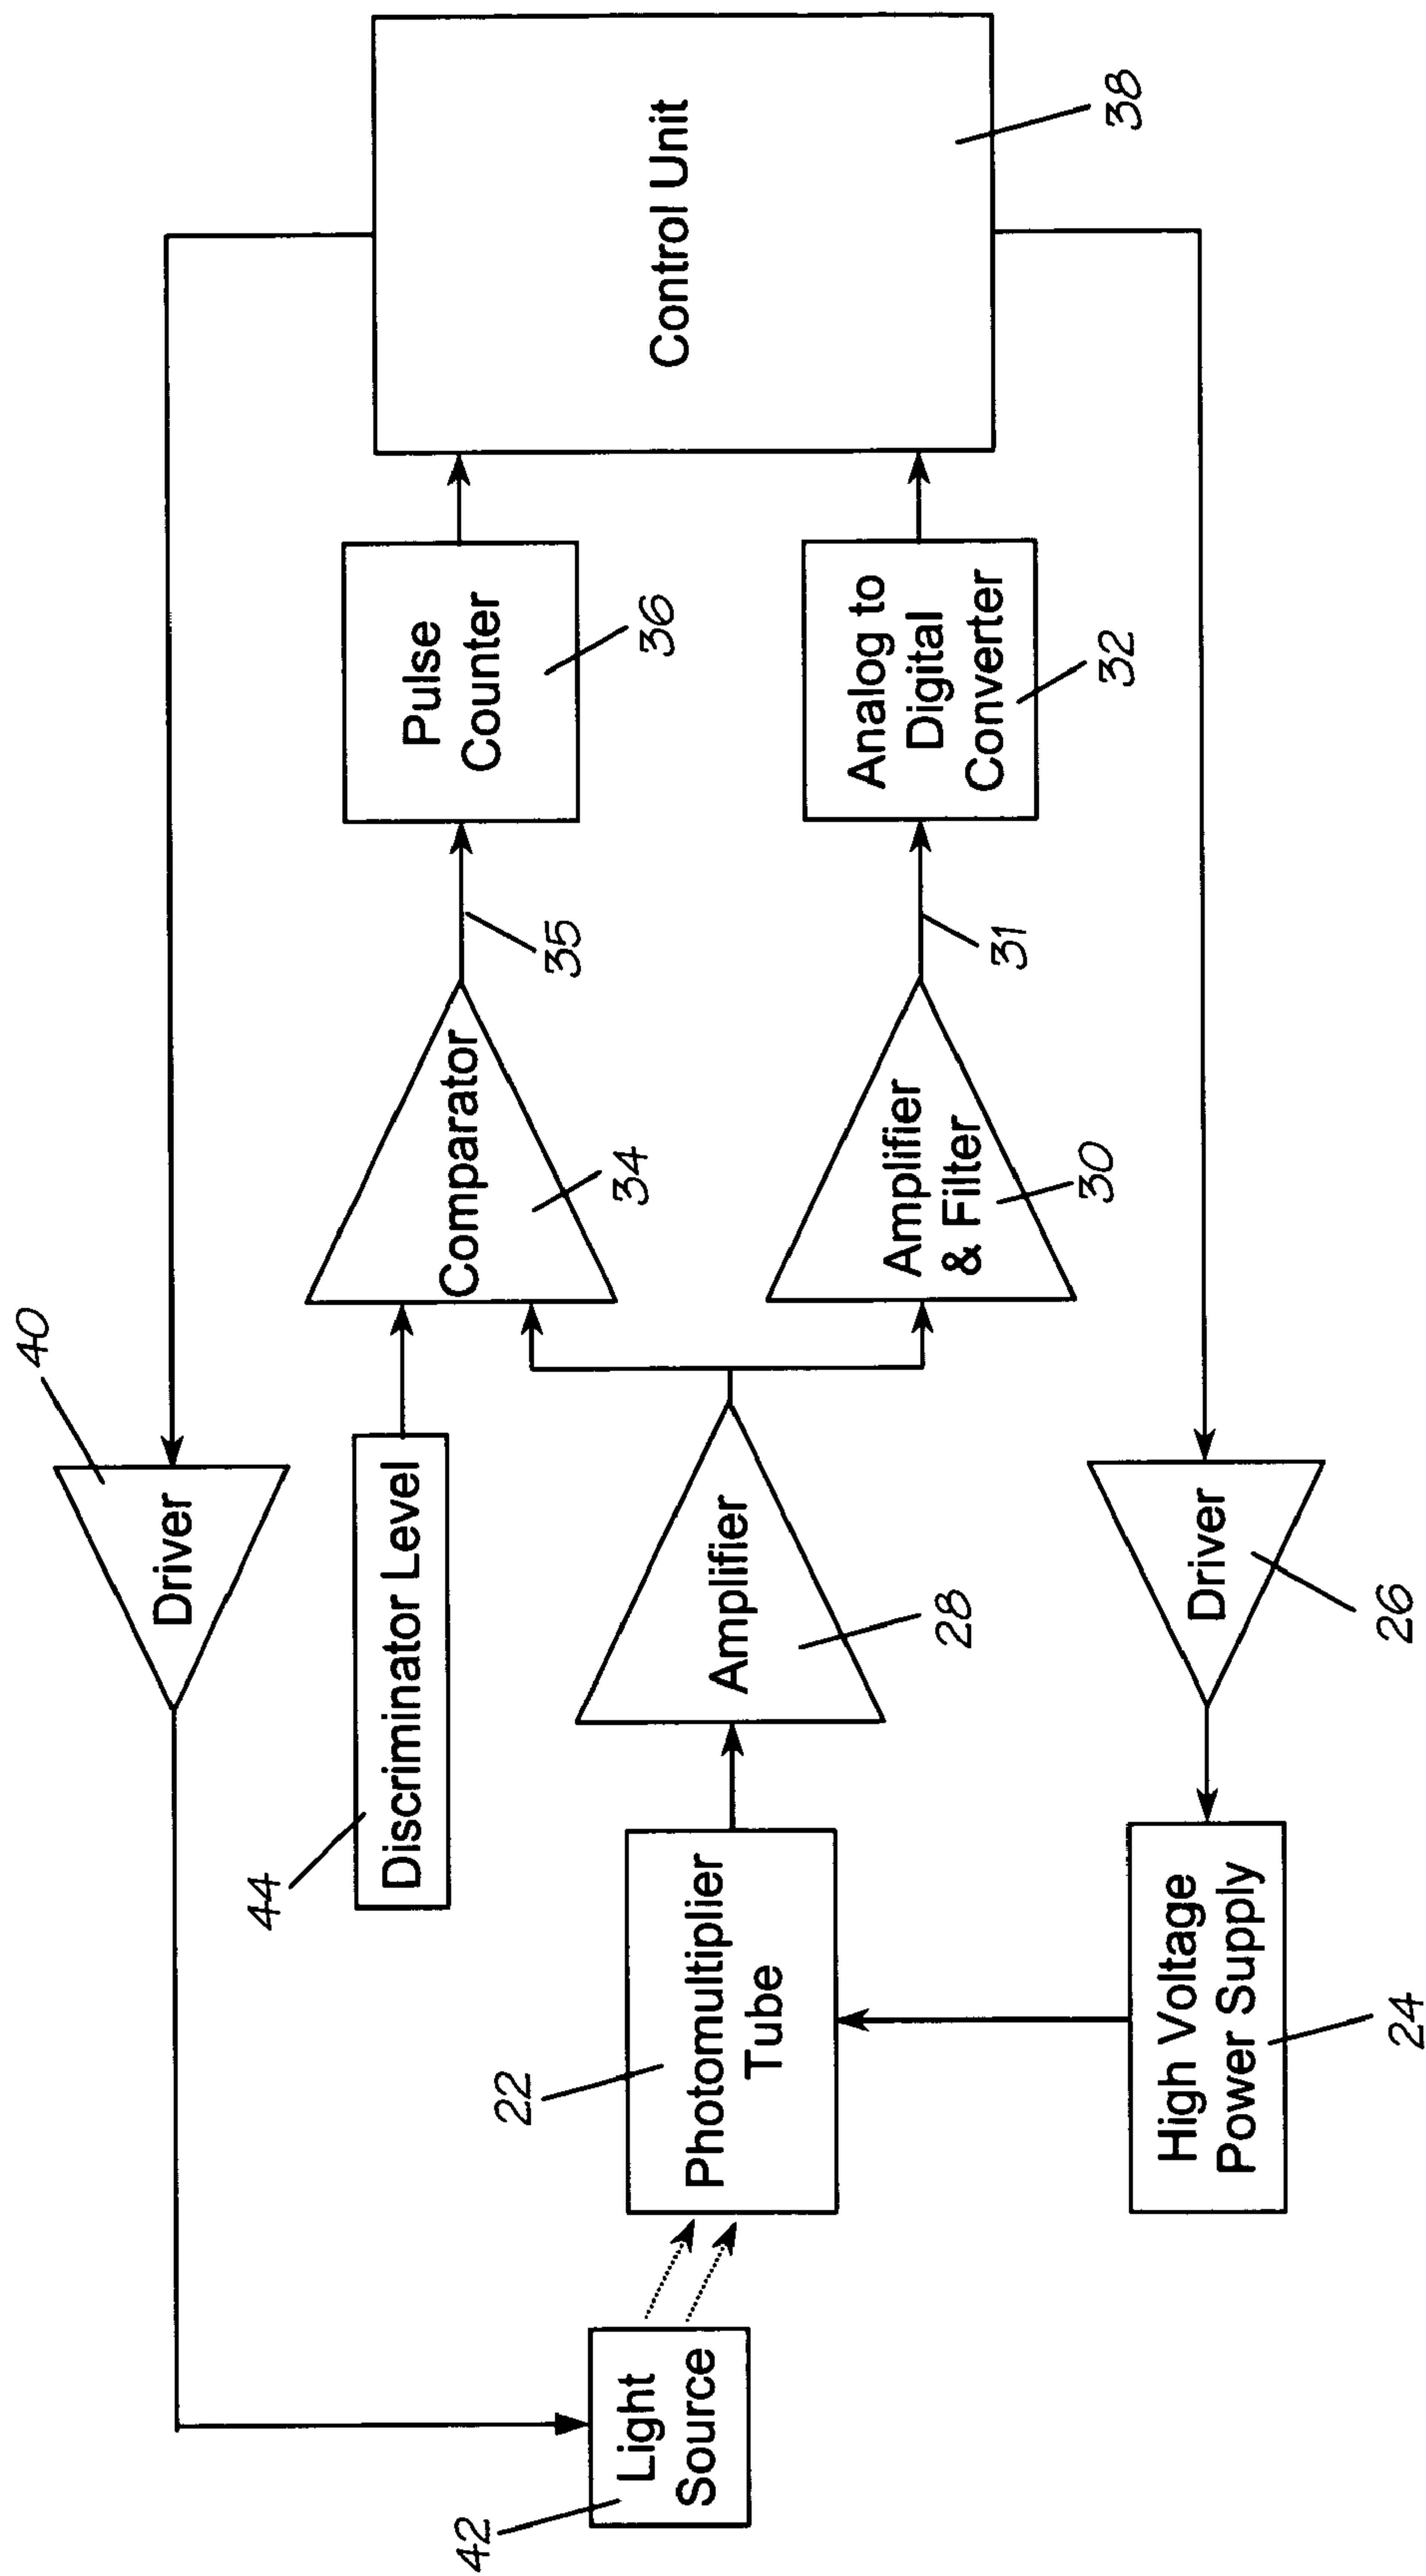 40
Driver
44
Discriminator Level
Comparator
34
35
Pulse
Counter
36
Control Unit
38
42
Light
Source
22
Photomultiplier
Tube
Amplifier
28
Amplifier
& Filter
30
31
Analog to
Digital
Converter
32
High Voltage
Power Supply
24
Driver
26